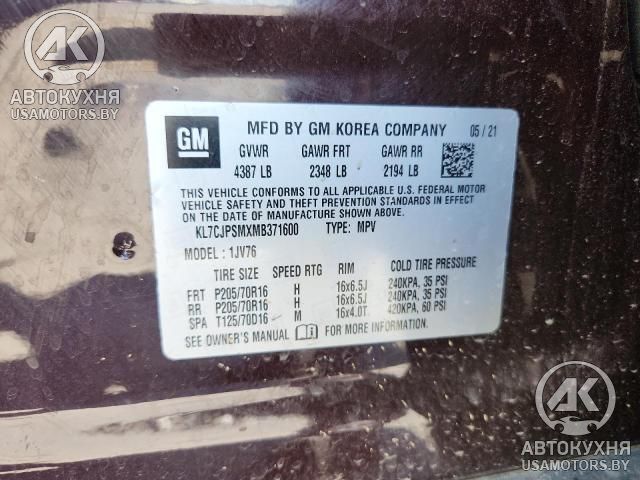 AK
АВТОКУХНЯ
USAMOTORS.BY
GM
MFD BY GM KOREA COMPANY 05/21
GVWR GAWR FRT GAWR RR
4387 LB 2348 LB 2194 LB
THIS VEHICLE CONFORMS TO ALL APPLICABLE U.S. FEDERAL MOTOR
VEHICLE SAFETY AND THEFT PREVENTION STANDARDS IN EFFECT ON
THE DATE OF MANUFACTURE SHOWN ABOVE.
KL7CJPSMXMB371600 TYPE: MPV
MODEL: 1JV76
TIRE SIZE SPEED RTG RIM COLD TIRE PRESSURE
FRT P205/70R16 H 16x6.5J 240KPA, 35 PSI
RR P205/70R16 H 16x6.5J 240KPA, 35 PSI
SPA T125/70D16 M 16x4.0T 420KPA, 60 PSI
SEE OWNER'S MANUAL FOR MORE INFORMATION.
AK
АВТОКУХНЯ
USAMOTORS.BY